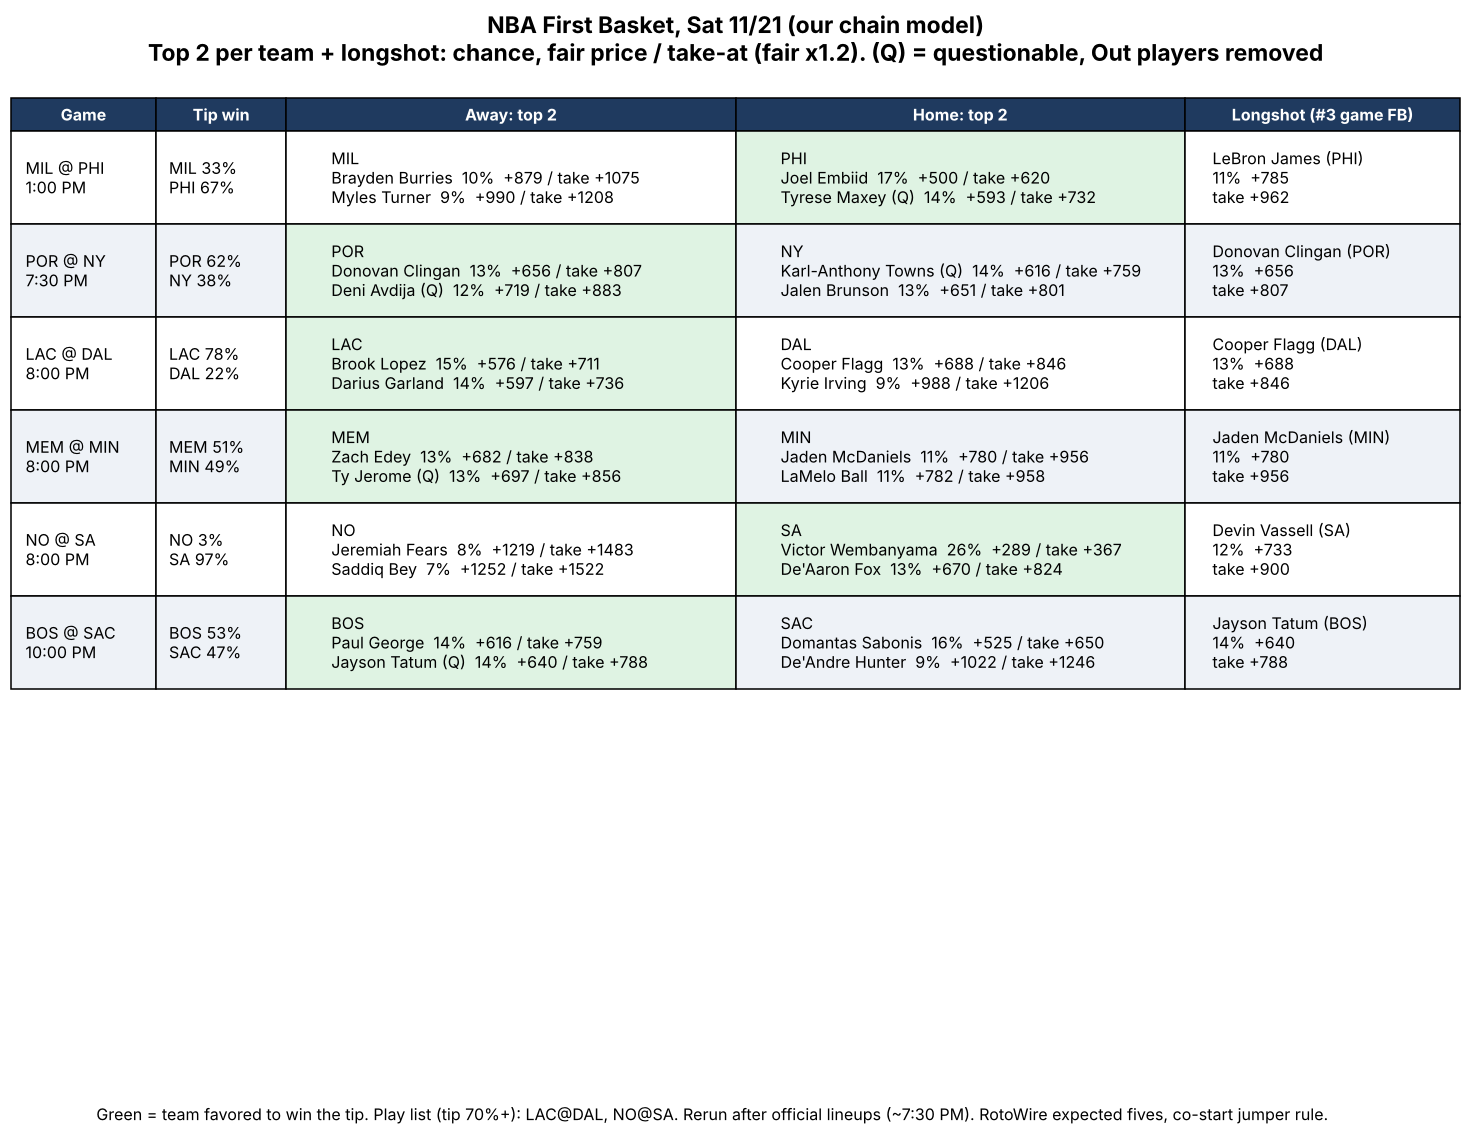 NBA First Basket, Sat 11/21 (our chain model)
Top 2 per team + longshot: chance, fair price / take-at (fair x1.2). (Q) = questionable, Out players removed
Game
Tip win
Away: top 2
Home: top 2
Longshot (#3 game FB)
MIL @ PHI
1:00 PM
MIL 33%
PHI 67%
MIL
Brayden Burries 10% +879 / take +1075
Myles Turner 9% +990 / take +1208
PHI
Joel Embiid 17% +500 / take +620
Tyrese Maxey (Q) 14% +593 / take +732
LeBron James (PHI)
11% +785
take +962
POR @ NY
7:30 PM
POR 62%
NY 38%
POR
Donovan Clingan 13% +656 / take +807
Deni Avdija (Q) 12% +719 / take +883
NY
Karl-Anthony Towns (Q) 14% +616 / take +759
Jalen Brunson 13% +651 / take +801
Donovan Clingan (POR)
13% +656
take +807
LAC @ DAL
8:00 PM
LAC 78%
DAL 22%
LAC
Brook Lopez 15% +576 / take +711
Darius Garland 14% +597 / take +736
DAL
Cooper Flagg 13% +688 / take +846
Kyrie Irving 9% +988 / take +1206
Cooper Flagg (DAL)
13% +688
take +846
MEM @ MIN
8:00 PM
MEM 51%
MIN 49%
MEM
Zach Edey 13% +682 / take +838
Ty Jerome (Q) 13% +697 / take +856
MIN
Jaden McDaniels 11% +780 / take +956
LaMelo Ball 11% +782 / take +958
Jaden McDaniels (MIN)
11% +780
take +956
NO @ SA
8:00 PM
NO 3%
SA 97%
NO
Jeremiah Fears 8% +1219 / take +1483
Saddiq Bey 7% +1252 / take +1522
SA
Victor Wembanyama 26% +289 / take +367
De'Aaron Fox 13% +670 / take +824
Devin Vassell (SA)
12% +733
take +900
BOS @ SAC
10:00 PM
BOS 53%
SAC 47%
BOS
Paul George 14% +616 / take +759
Jayson Tatum (Q) 14% +640 / take +788
SAC
Domantas Sabonis 16% +525 / take +650
De'Andre Hunter 9% +1022 / take +1246
Jayson Tatum (BOS)
14% +640
take +788
Green = team favored to win the tip. Play list (tip 70%+): LAC@DAL, NO@SA. Rerun after official lineups (~7:30 PM). RotoWire expected fives, co-start jumper rule.